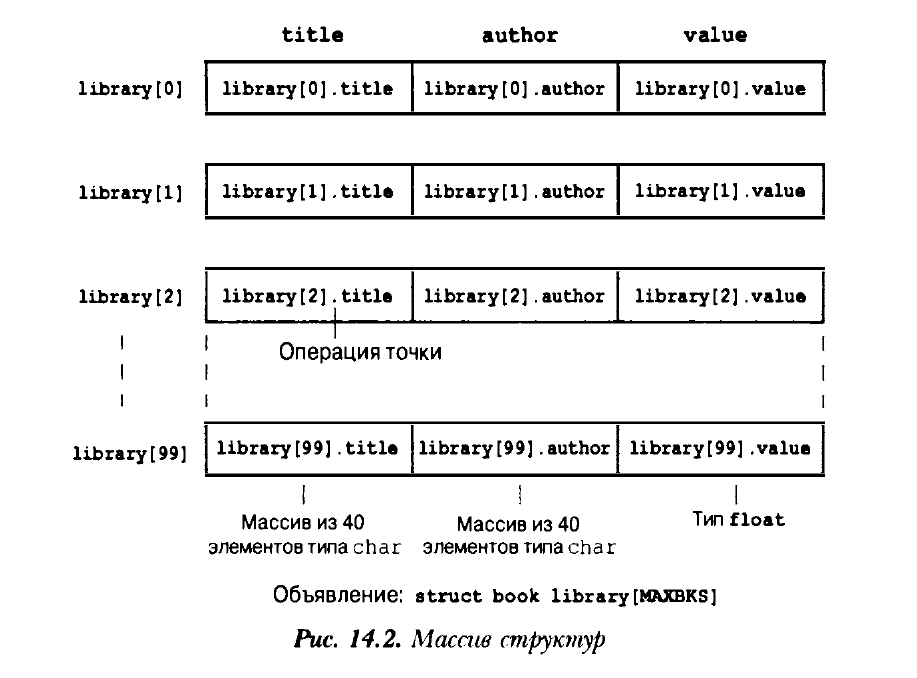 title author value
library[0] library[0].title library[0].author library[0].value
library[1] library[1].title library[1].author library[1].value
library[2] library[2].title library[2].author library[2].value
Операция точки
library[99] library[99].title library[99].author library[99].value
Массив из 40 Массив из 40 Тип float
элементов типа char элементов типа char
Объявление: struct book library[MAXBKS]
Рис. 14.2. Массив структур